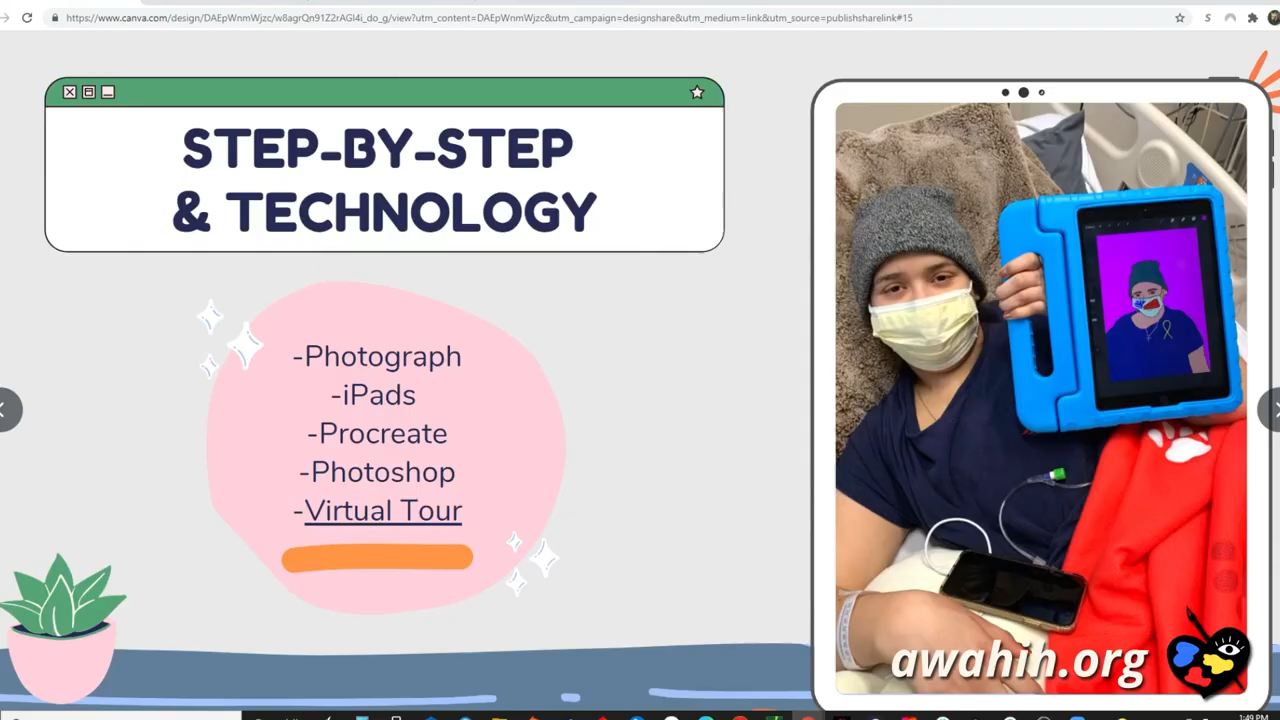 https://www.canva.com/design/DAEpWnmWjzc/w8agrQn91Z2rAGl4i_do_g/view?utm_content=DAEpWnmWjzc&utm_campaign=designshare&utm_medium=link&utm_source=publishsharelink#15
STEP-BY-STEP
& TECHNOLOGY
-Photograph
-iPads
-Procreate
-Photoshop
-Virtual Tour
awahih.org
1:49 PM